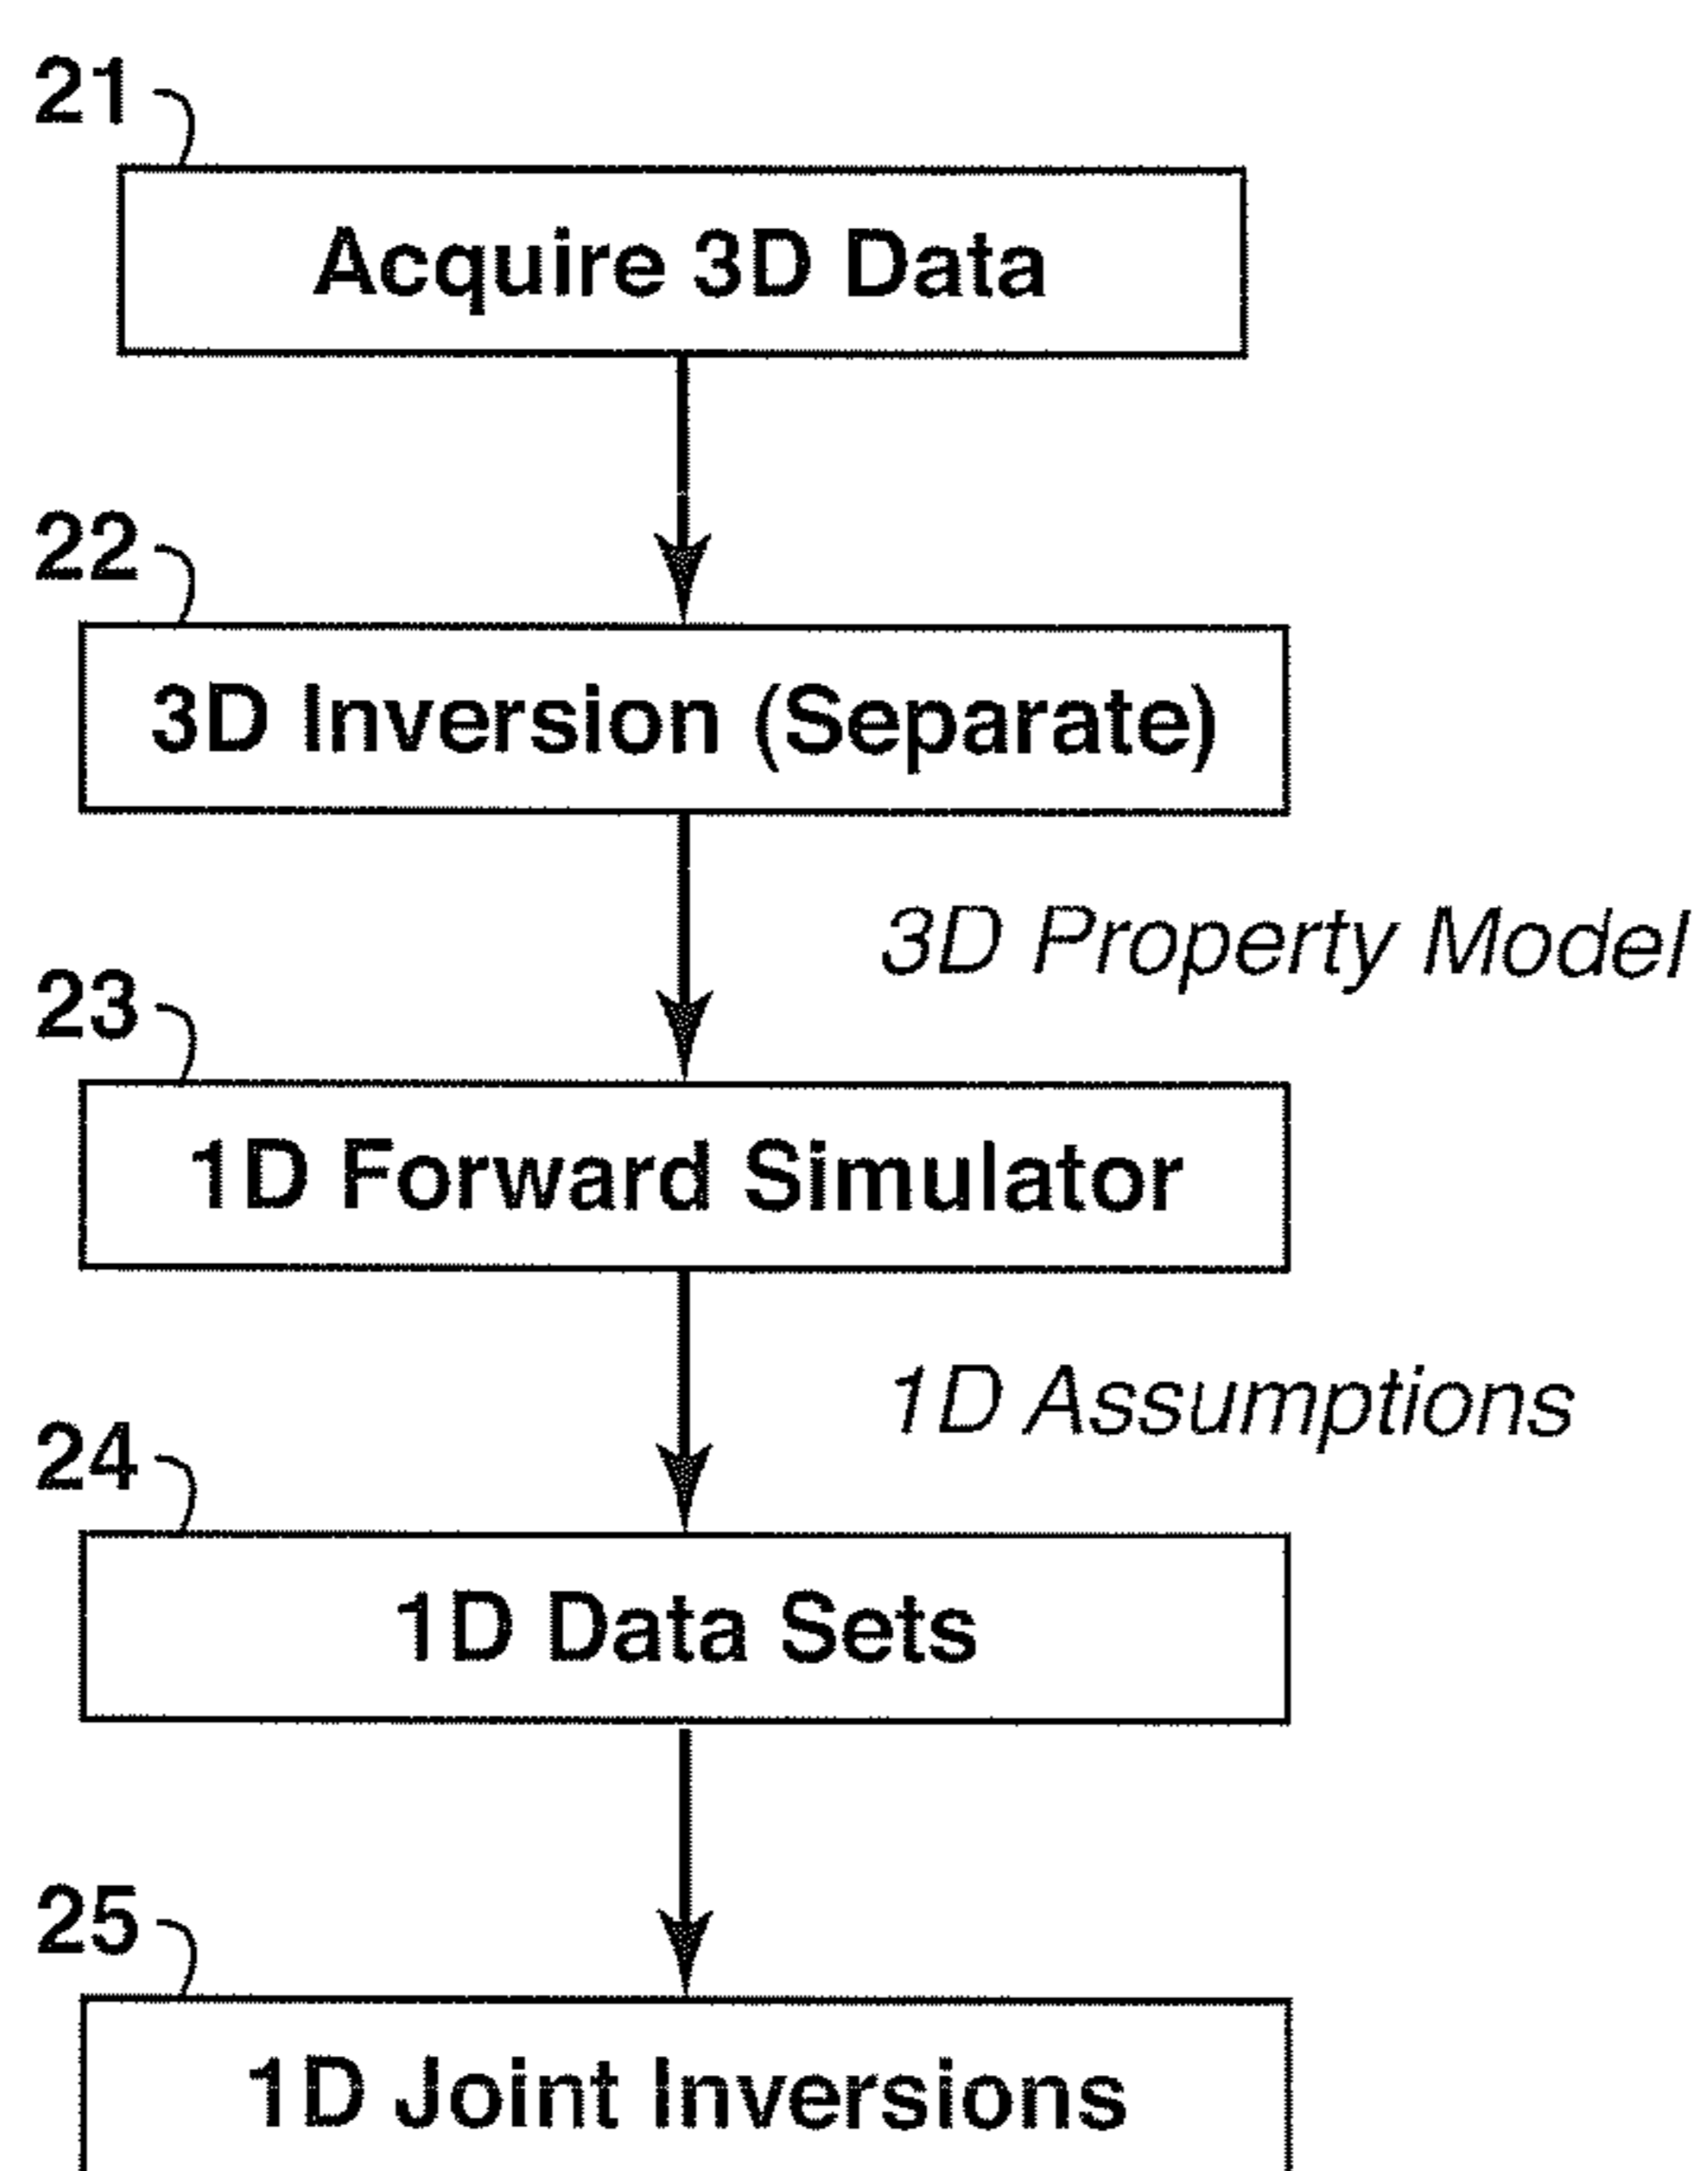 21
Acquire 3D Data
22
3D Inversion (Separate)
3D Property Model
23
1D Forward Simulator
1D Assumptions
24
1D Data Sets
25
1D Joint Inversions